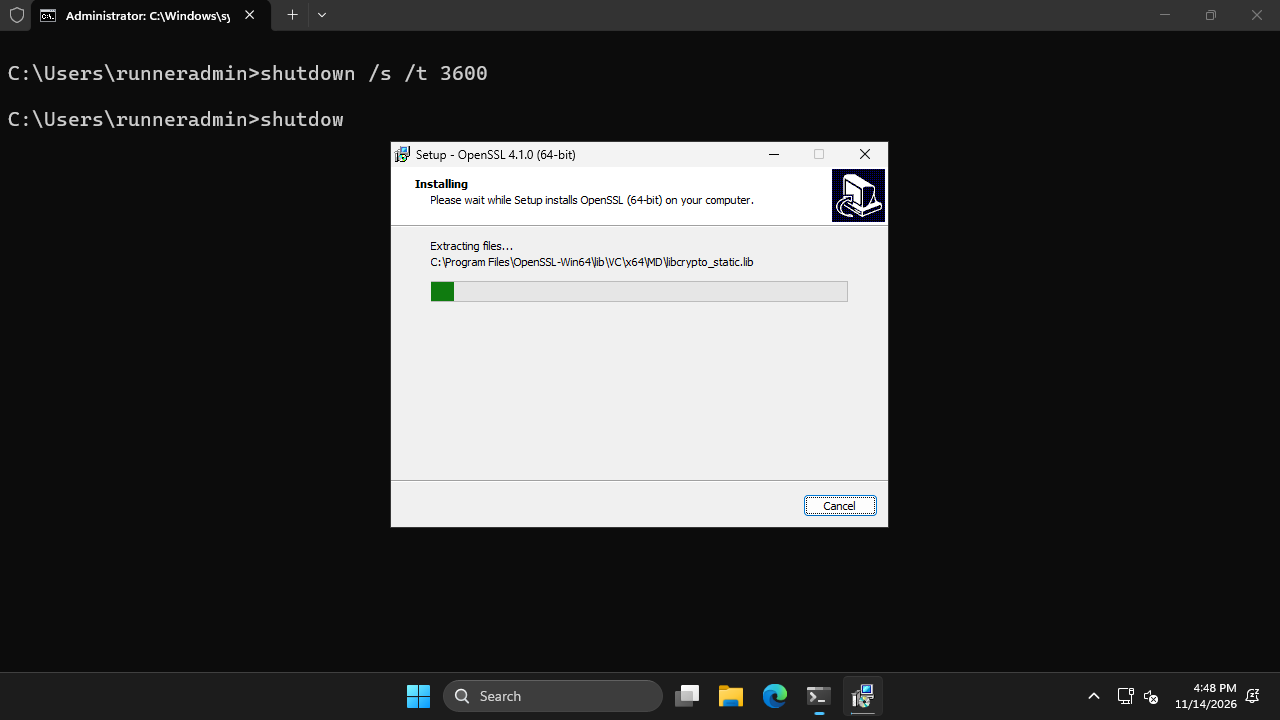 Administrator: C:\Windows\sy
C:\Users\runneradmin>shutdown /s /t 3600
C:\Users\runneradmin>shutdow
Setup - OpenSSL 4.1.0 (64-bit)
Installing
Please wait while Setup installs OpenSSL (64-bit) on your computer.
Extracting files...
C:\Program Files\OpenSSL-Win64\lib\VC\x64\MD\libcrypto_static.lib
Cancel
Search
4:48 PM
11/14/2026